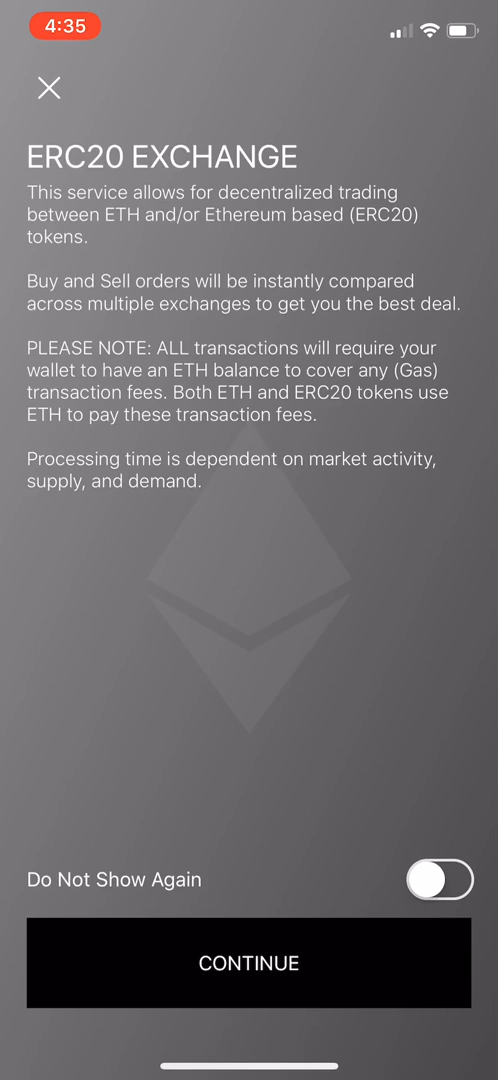 4:35
ERC20 EXCHANGE
This service allows for decentralized trading
between ETH and/or Ethereum based (ERC20)
tokens.
Buy and Sell orders will be instantly compared
across multiple exchanges to get you the best deal.
PLEASE NOTE: ALL transactions will require your
wallet to have an ETH balance to cover any (Gas)
transaction fees. Both ETH and ERC20 tokens use
ETH to pay these transaction fees.
Processing time is dependent on market activity,
supply, and demand.
Do Not Show Again
CONTINUE